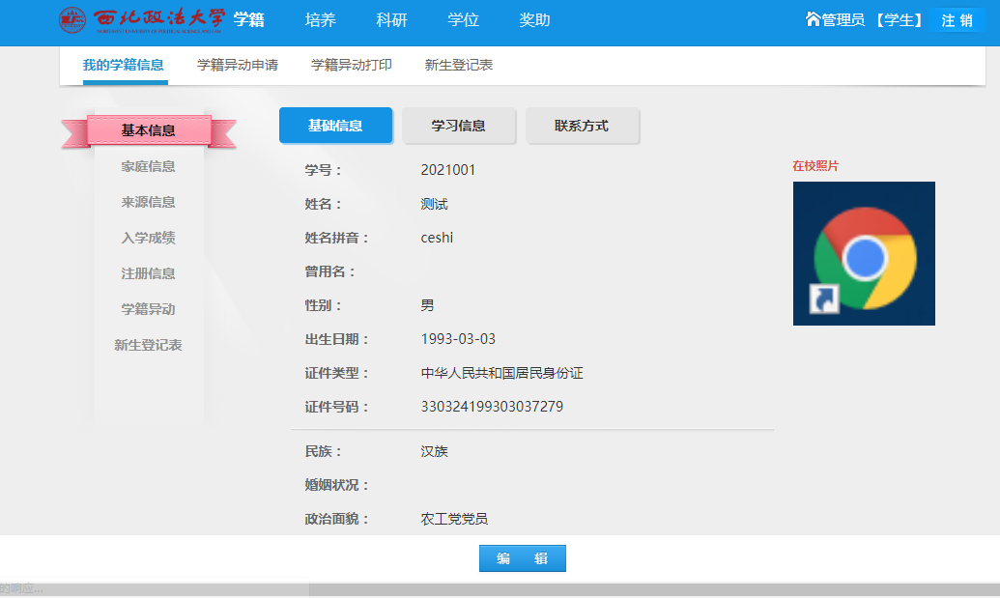 西北政法大学 学籍 培养 科研 学位 奖助 管理员 【学生】 注 销
我的学籍信息 学籍异动申请 学籍异动打印 新生登记表
基本信息
家庭信息
来源信息
入学成绩
注册信息
学籍异动
新生登记表
基础信息 学习信息 联系方式
学号： 2021001
姓名： 测试
姓名拼音： ceshi
曾用名：
性别： 男
出生日期： 1993-03-03
证件类型： 中华人民共和国居民身份证
证件号码： 330324199303037279
民族： 汉族
婚姻状况：
政治面貌： 农工党党员
在校照片
编 辑
的响应...